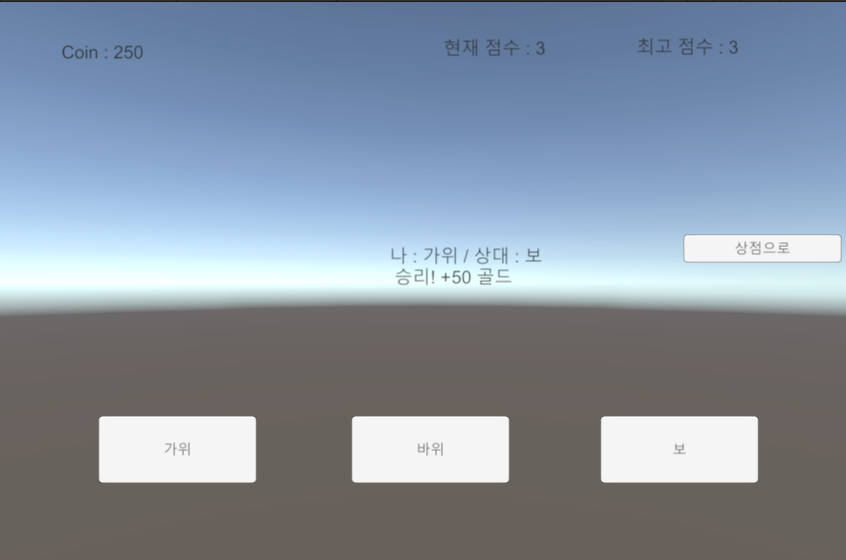 Coin : 250
현재 점수 : 3
최고 점수 : 3
나 : 가위 / 상대 : 보
승리! +50 골드
상점으로
가위
바위
보